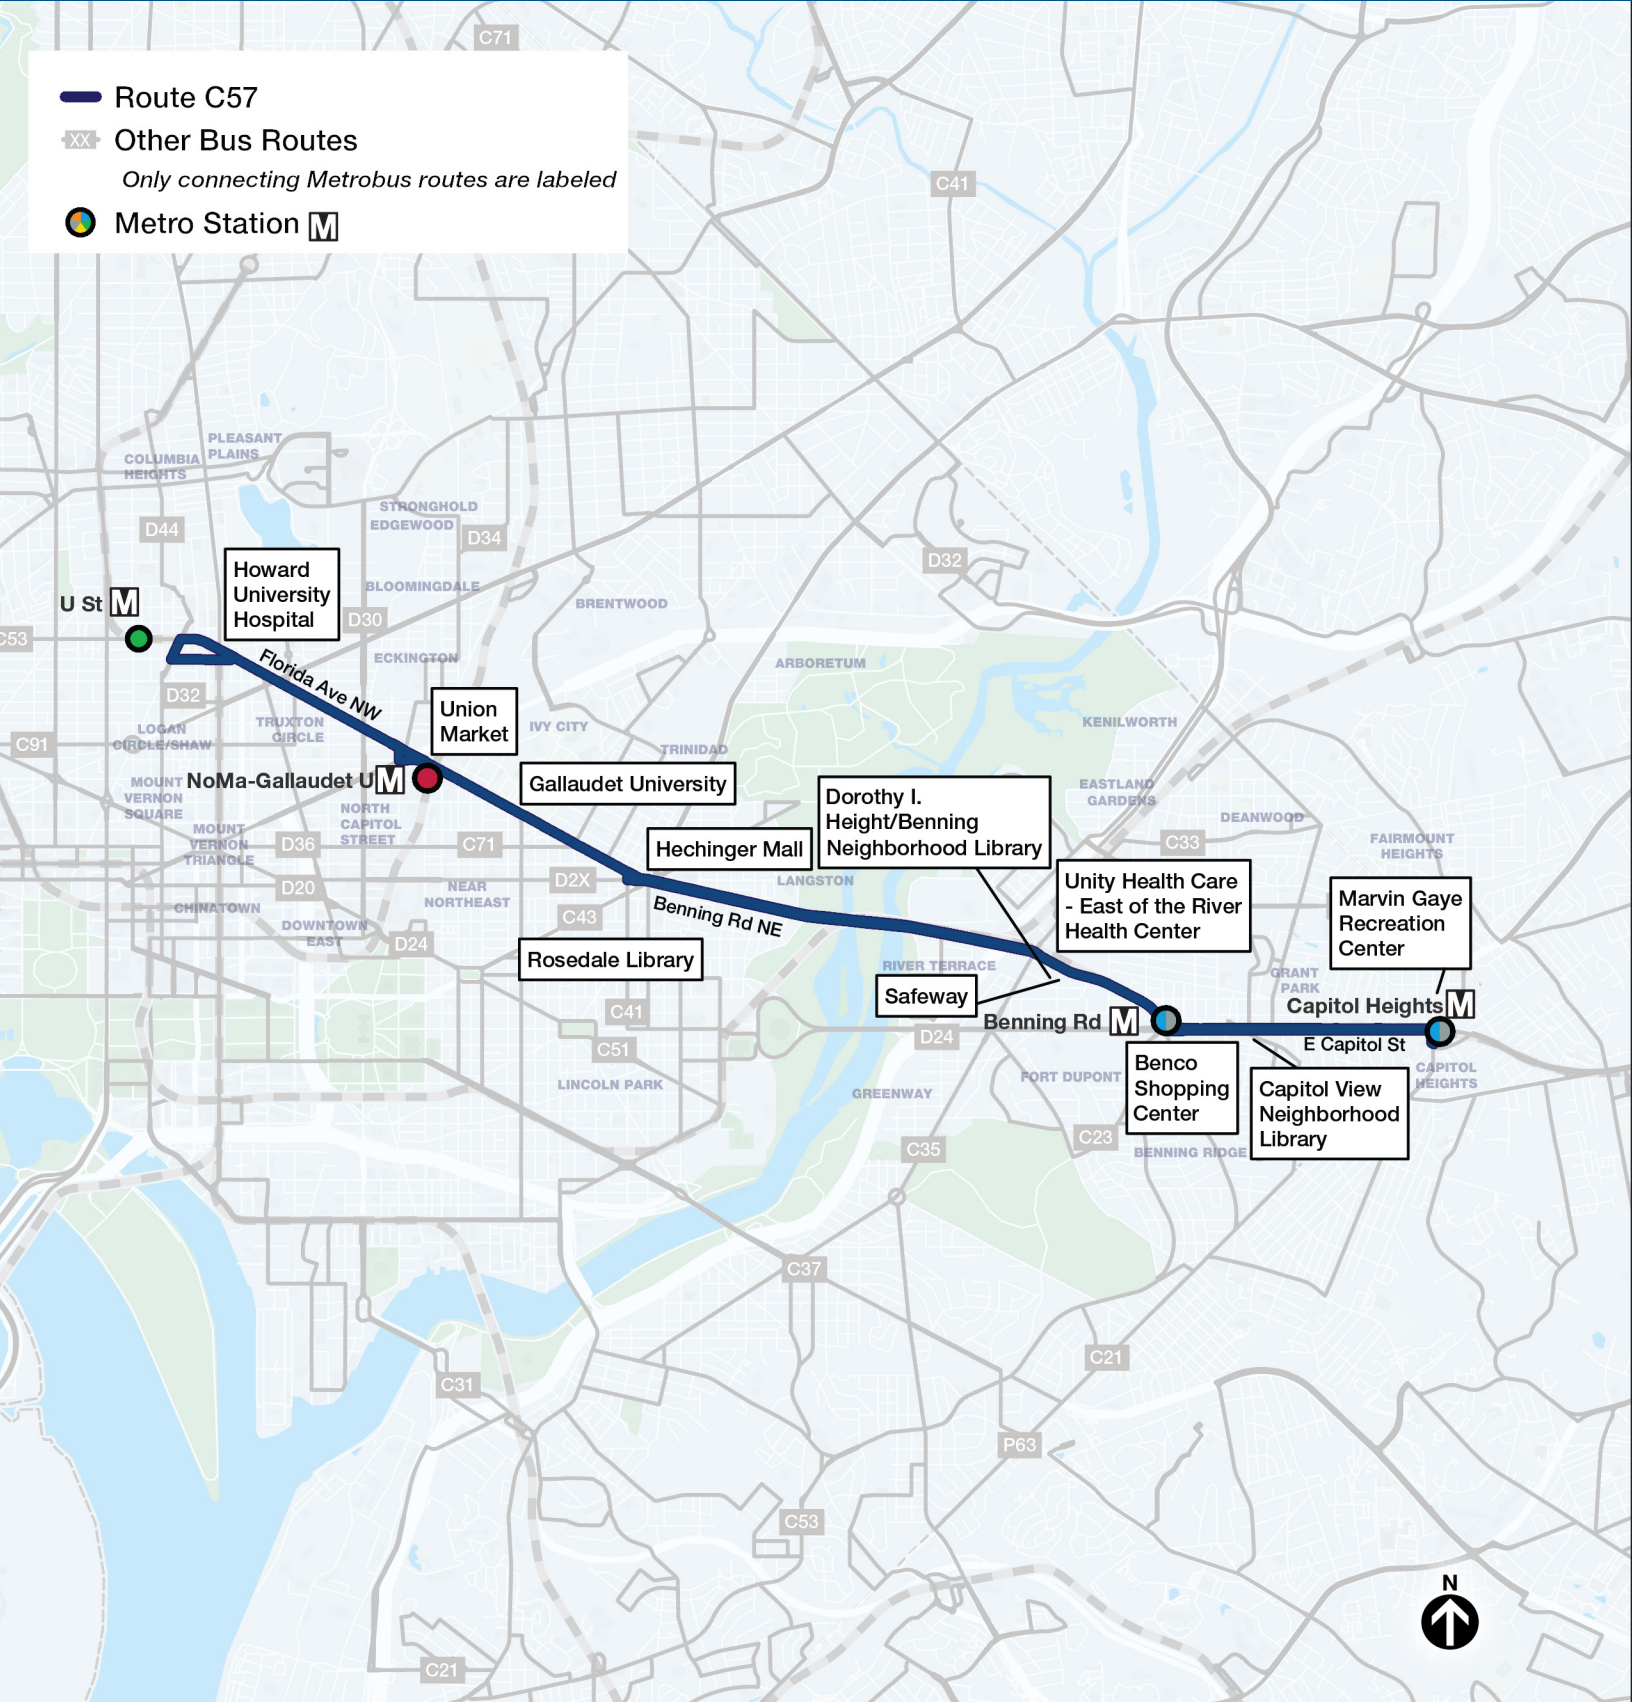 C71
Route C57
XX
Other Bus Routes
Only connecting Metrobus routes are labeled
Metro Station M
C41
PLEASANT
PLAINS
COLUMBIA
HEIGHTS
STRONGHOLD
EDGEWOOD
D44
D34
D32
Howard
University
Hospital
BLOOMINGDALE
U St M
BRENTWOOD
D30
C53
ECKINGTON
Florida Ave NW
ARBORETUM
D32
Union
Market
LOGAN
CIRCLE/SHAW
TRUXTON
CIRCLE
IVY CITY
KENILWORTH
C91
TRINIDAD
NoMa-Gallaudet U M
Gallaudet University
MOUNT
VERNON
SQUARE
EASTLAND
GARDENS
Dorothy I.
Height/Benning
Neighborhood Library
NORTH
CAPITOL
STREET
DEANWOOD
MOUNT
VERNON
TRIANGLE
D36
C71
Hechinger Mall
C33
FAIRMOUNT
HEIGHTS
D20
NEAR
NORTHEAST
D2X
LANGSTON
Unity Health Care
- East of the River
Health Center
Marvin Gaye
Recreation
Center
CHINATOWN
C43
Benning Rd NE
DOWNTOWN
EAST
D24
Rosedale Library
RIVER TERRACE
GRANT
PARK
Safeway
Capitol Heights M
C41
Benning Rd M
D24
E Capitol St
C51
Benco
Shopping
Center
CAPITOL
HEIGHTS
LINCOLN PARK
FORT DUPONT
GREENWAY
Capitol View
Neighborhood
Library
C23
C35
BENNING RIDGE
C37
C21
C31
P63
C53
N
C21